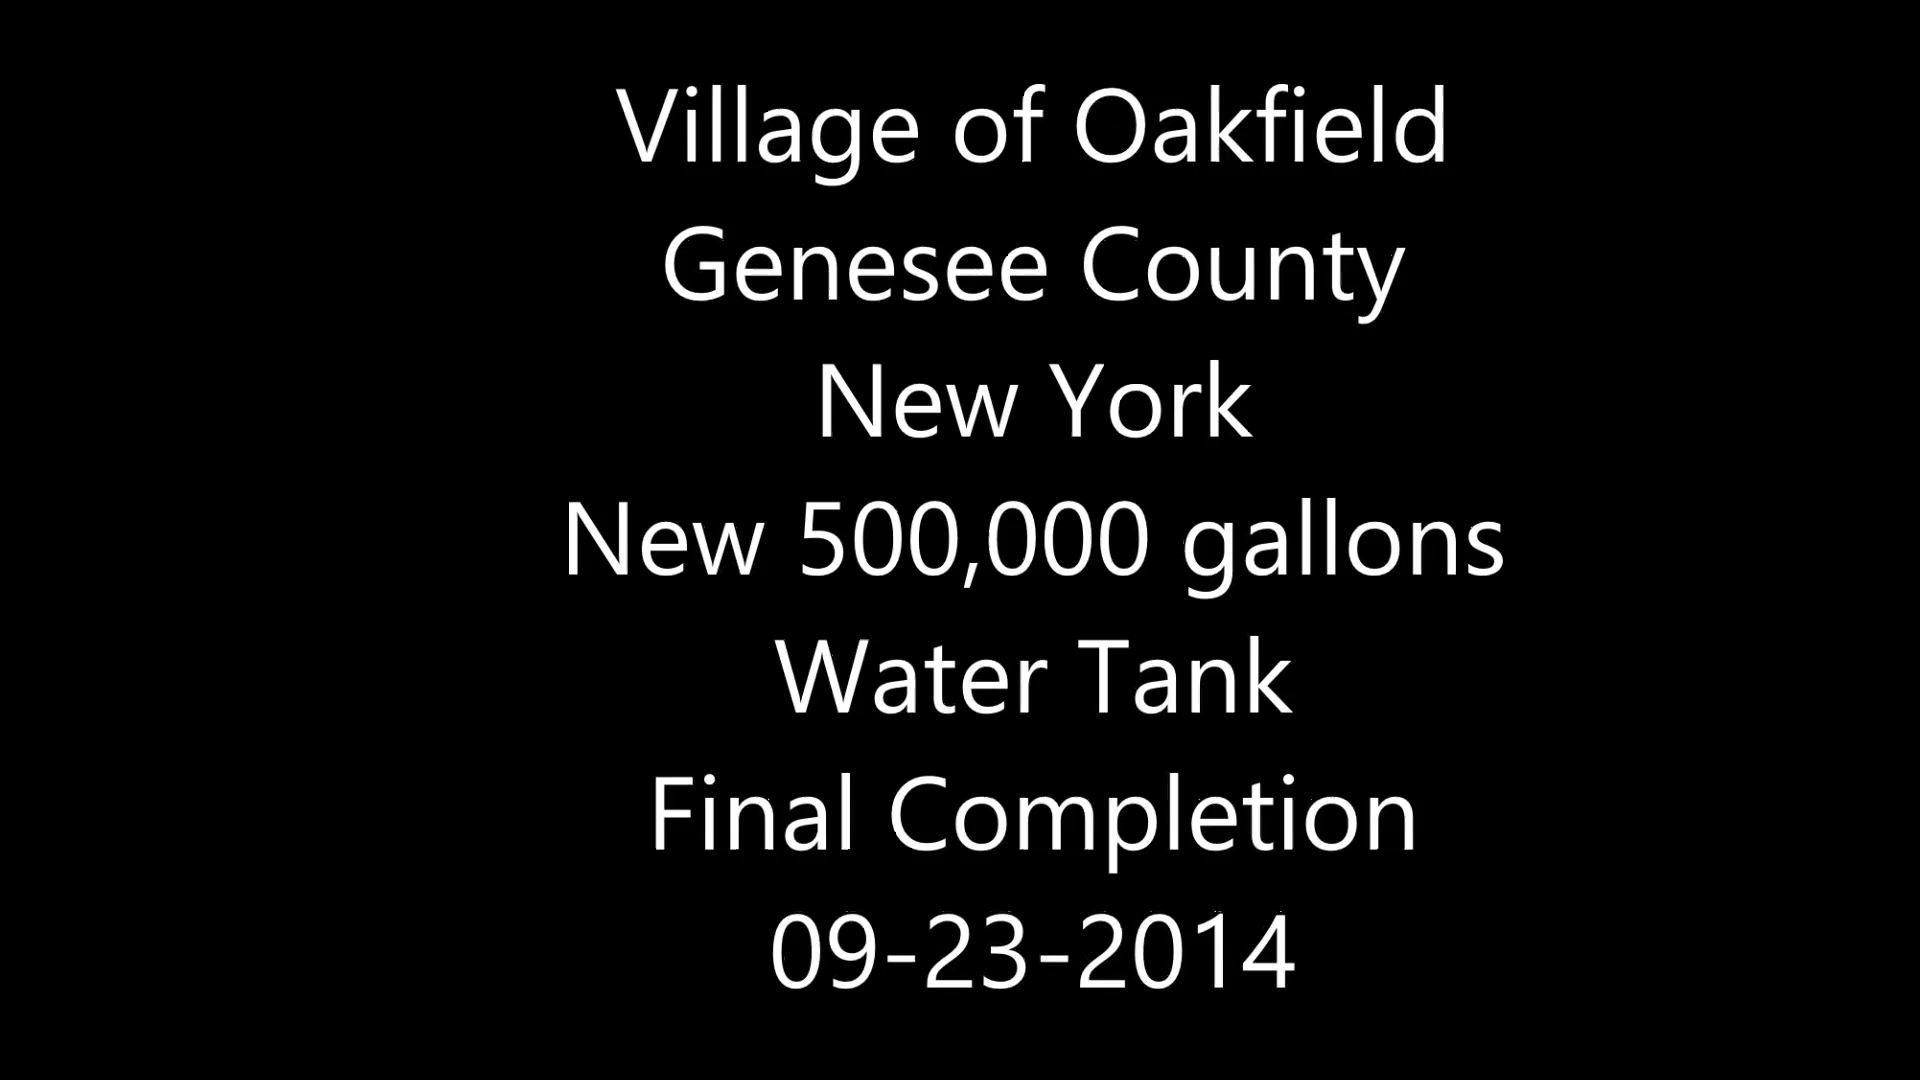 Village of Oakfield
Genesee County
New York
New 500,000 gallons
Water Tank
Final Completion
09-23-2014